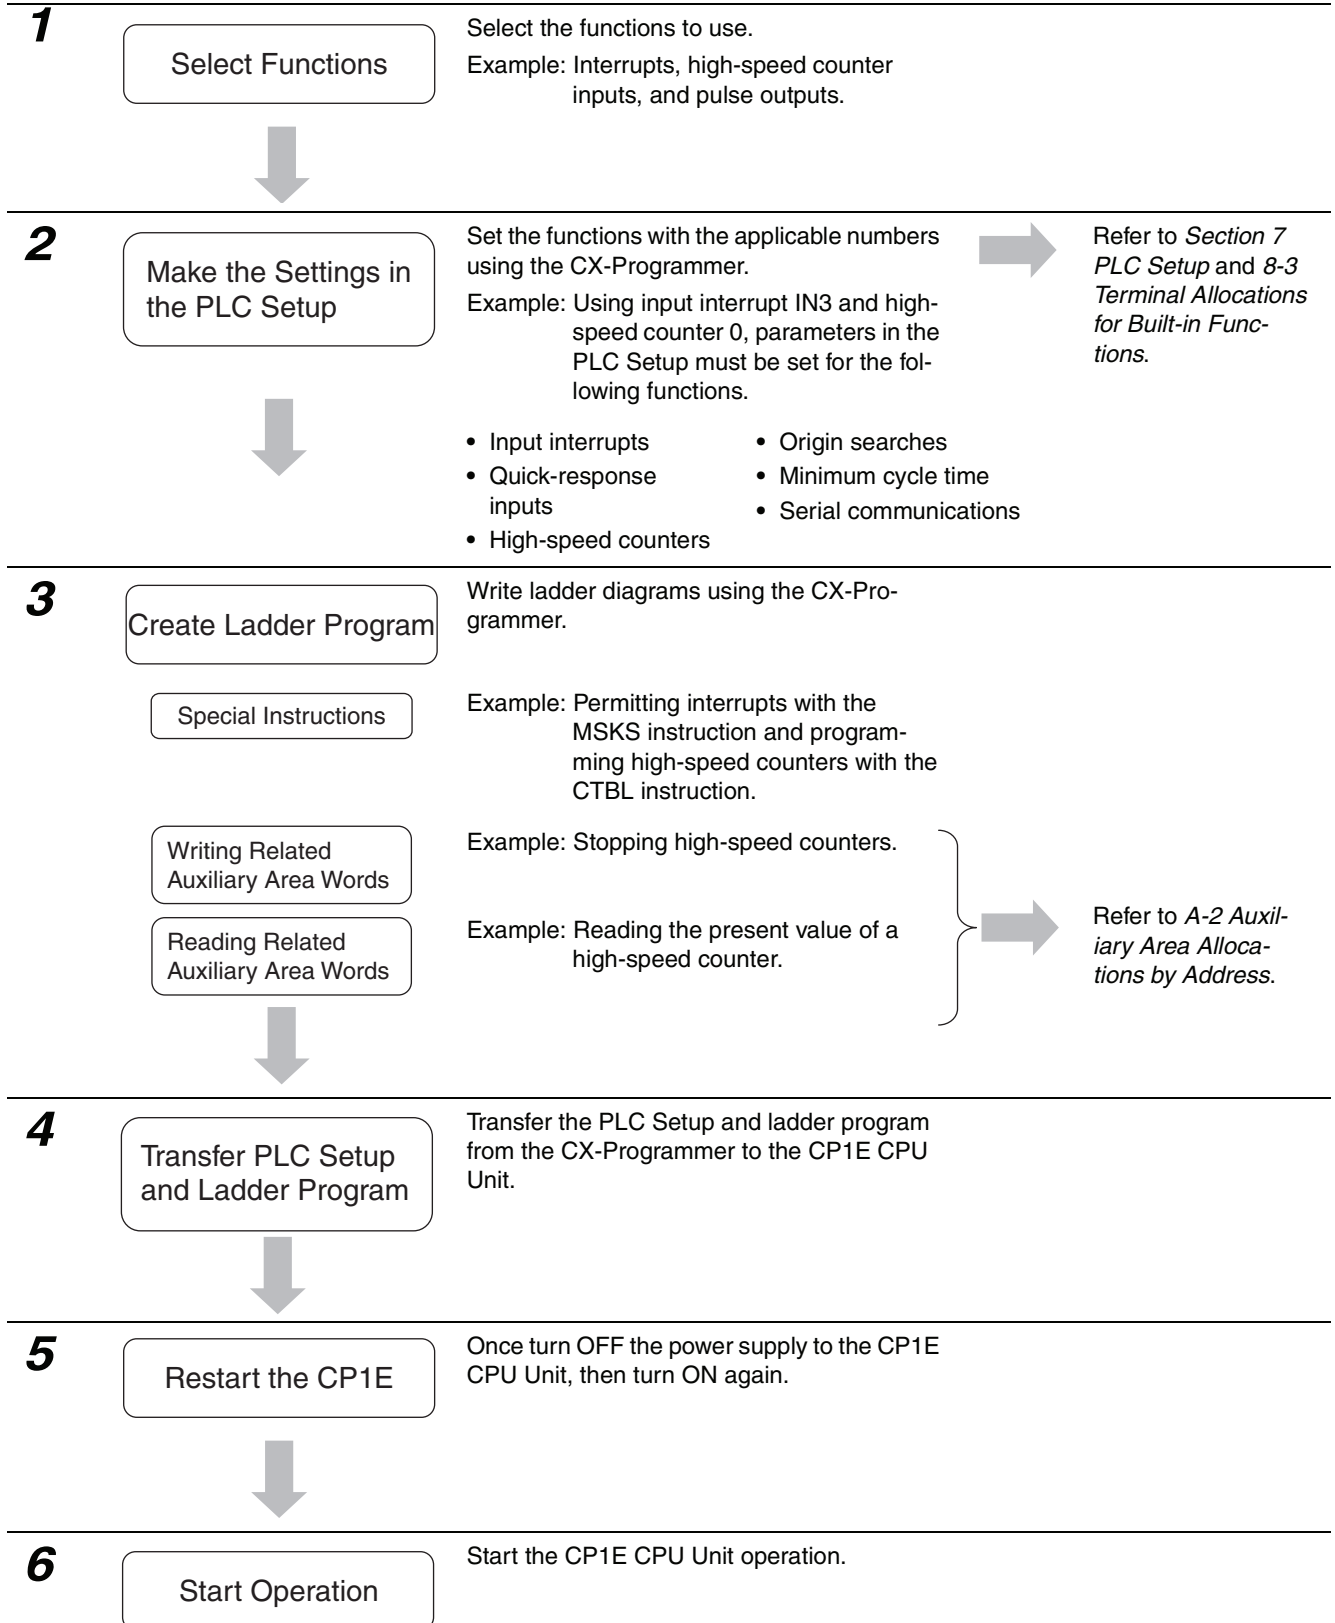 1
Select Functions
Select the functions to use.
Example: Interrupts, high-speed counter
inputs, and pulse outputs.
2
Make the Settings in
the PLC Setup
Set the functions with the applicable numbers
using the CX-Programmer.
Example: Using input interrupt IN3 and high-
speed counter 0, parameters in the
PLC Setup must be set for the fol-
lowing functions.
• Input interrupts
• Quick-response
inputs
• High-speed counters
• Origin searches
• Minimum cycle time
• Serial communications
Refer to Section 7
PLC Setup and 8-3
Terminal Allocations
for Built-in Func-
tions.
3
Create Ladder Program
Write ladder diagrams using the CX-Pro-
grammer.
Special Instructions
Example: Permitting interrupts with the
MSKS instruction and program-
ming high-speed counters with the
CTBL instruction.
Writing Related
Auxiliary Area Words
Example: Stopping high-speed counters.
Reading Related
Auxiliary Area Words
Example: Reading the present value of a
high-speed counter.
Refer to A-2 Auxil-
iary Area Alloca-
tions by Address.
4
Transfer PLC Setup
and Ladder Program
Transfer the PLC Setup and ladder program
from the CX-Programmer to the CP1E CPU
Unit.
5
Restart the CP1E
Once turn OFF the power supply to the CP1E
CPU Unit, then turn ON again.
6
Start Operation
Start the CP1E CPU Unit operation.